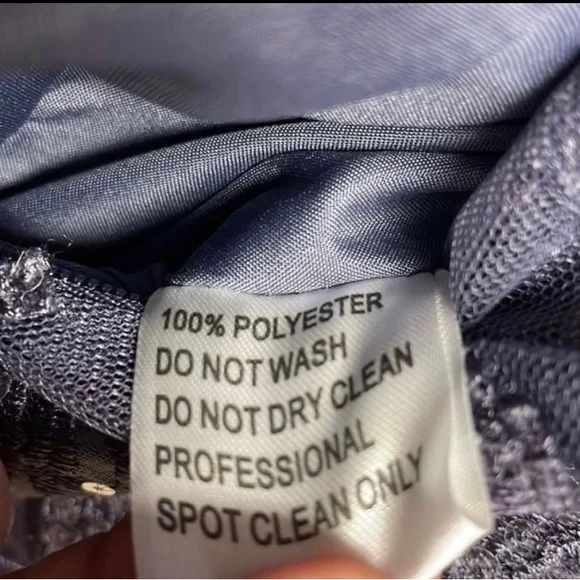 100% POLYESTER
DO NOT WASH
DO NOT DRY CLEAN
PROFESSIONAL
SPOT CLEAN ONLY